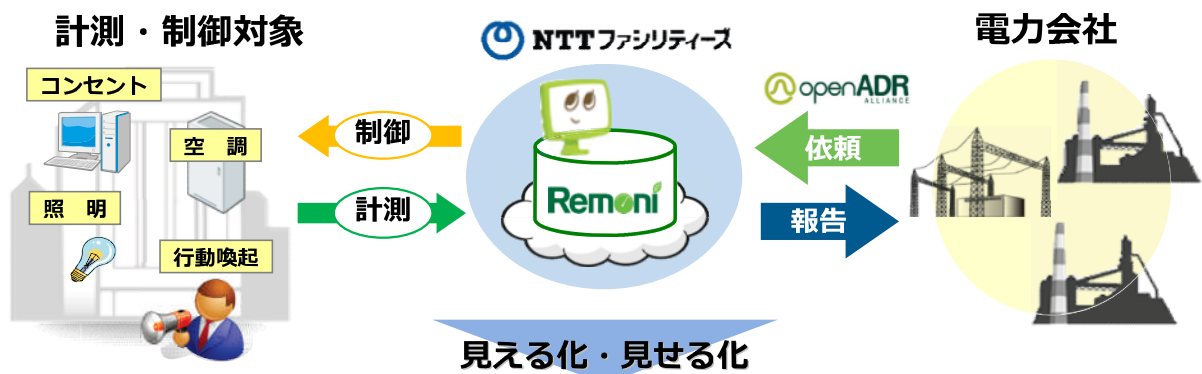 計測・制御対象
NTTファシリティーズ
電力会社
コンセント
openADR
ALLIANCE
空 調
制御
依頼
照 明
計測
Remoni
報告
行動喚起
見える化・見せる化